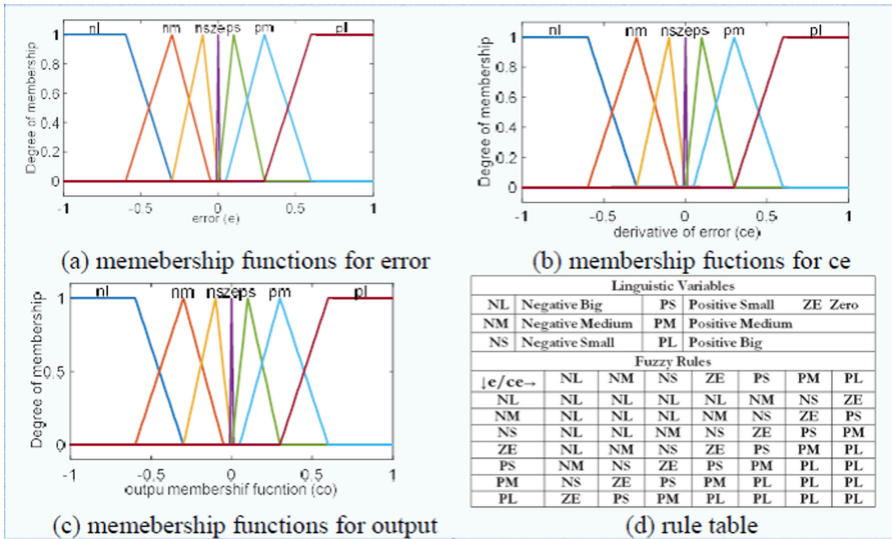 nl nm nszeps pm pl
Degree of membership
1
0.8
0.6
0.4
0.2
0
-1 -0.5 0 0.5 1
error (e)
(a) memebership functions for error
nl nm nszeps pm pl
Degree of membership
1
0.8
0.6
0.4
0.2
0
-1 -0.5 0 0.5 1
derivative of error (ce)
(b) membership fuctions for ce
nl nm nszeps pm pl
Degree of membership
1
0.5
0
-1 -0.5 0 0.5 1
outpu membershif fucntion (co)
(c) memebership functions for output
Linguistic Variables
NL Negative Big PS Positive Small ZE Zero
NM Negative Medium PM Positive Medium
NS Negative Small PL Positive Big
Fuzzy Rules
↓e/ce→ NL NM NS ZE PS PM PL
NL NL NL NL NL NM NS ZE
NM NL NL NL NM NS ZE PS
NS NL NL NM NS ZE PS PM
ZE NL NM NS ZE PS PM PL
PS NM NS ZE PS PM PL PL
PM NS ZE PS PM PL PL PL
PL ZE PS PM PL PL PL PL
(d) rule table